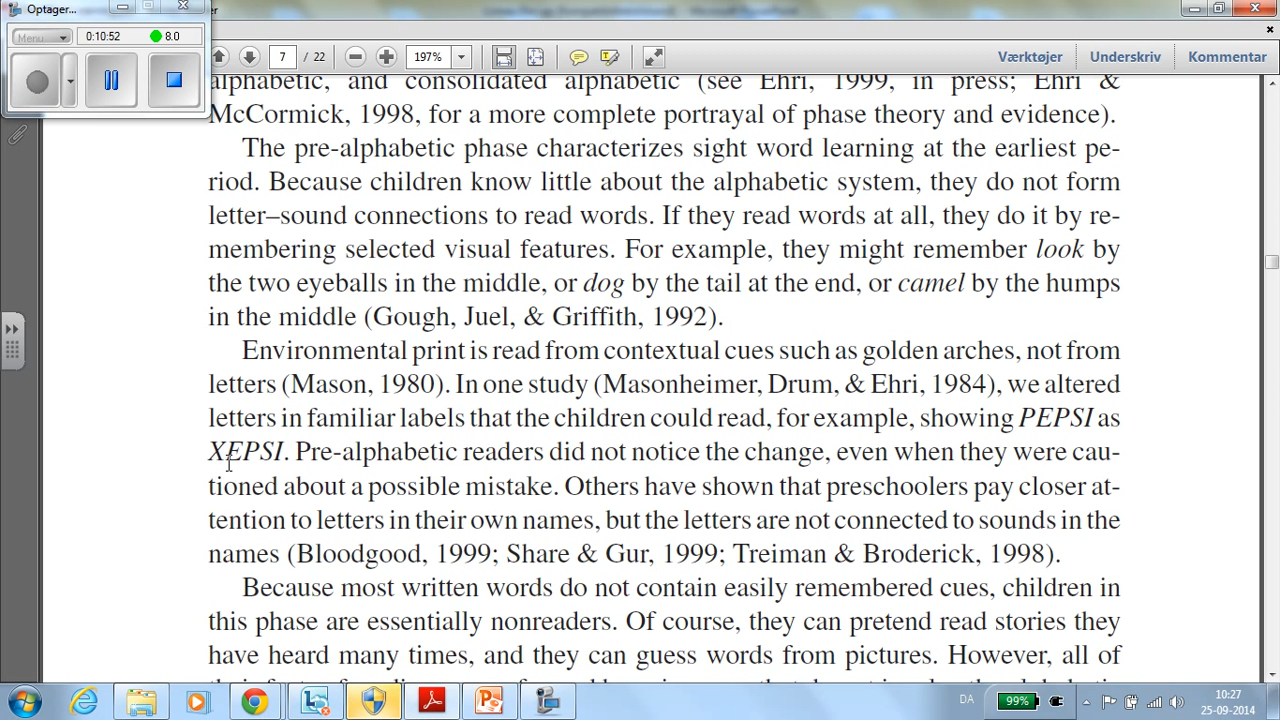 Optager...
Menu
0:10:52
8.0
7 / 22
197%
Værktøjer
Underskriv
Kommentar
alphabetic, and consolidated alphabetic (see Ehri, 1999, in press; Ehri &
McCormick, 1998, for a more complete portrayal of phase theory and evidence).
The pre-alphabetic phase characterizes sight word learning at the earliest pe-
riod. Because children know little about the alphabetic system, they do not form
letter–sound connections to read words. If they read words at all, they do it by re-
membering selected visual features. For example, they might remember look by
the two eyeballs in the middle, or dog by the tail at the end, or camel by the humps
in the middle (Gough, Juel, & Griffith, 1992).
Environmental print is read from contextual cues such as golden arches, not from
letters (Mason, 1980). In one study (Masonheimer, Drum, & Ehri, 1984), we altered
letters in familiar labels that the children could read, for example, showing PEPSI as
XEPSI. Pre-alphabetic readers did not notice the change, even when they were cau-
tioned about a possible mistake. Others have shown that preschoolers pay closer at-
tention to letters in their own names, but the letters are not connected to sounds in the
names (Bloodgood, 1999; Share & Gur, 1999; Treiman & Broderick, 1998).
Because most written words do not contain easily remembered cues, children in
this phase are essentially nonreaders. Of course, they can pretend read stories they
have heard many times, and they can guess words from pictures. However, all of
DA
99%
10:27
25-09-2014